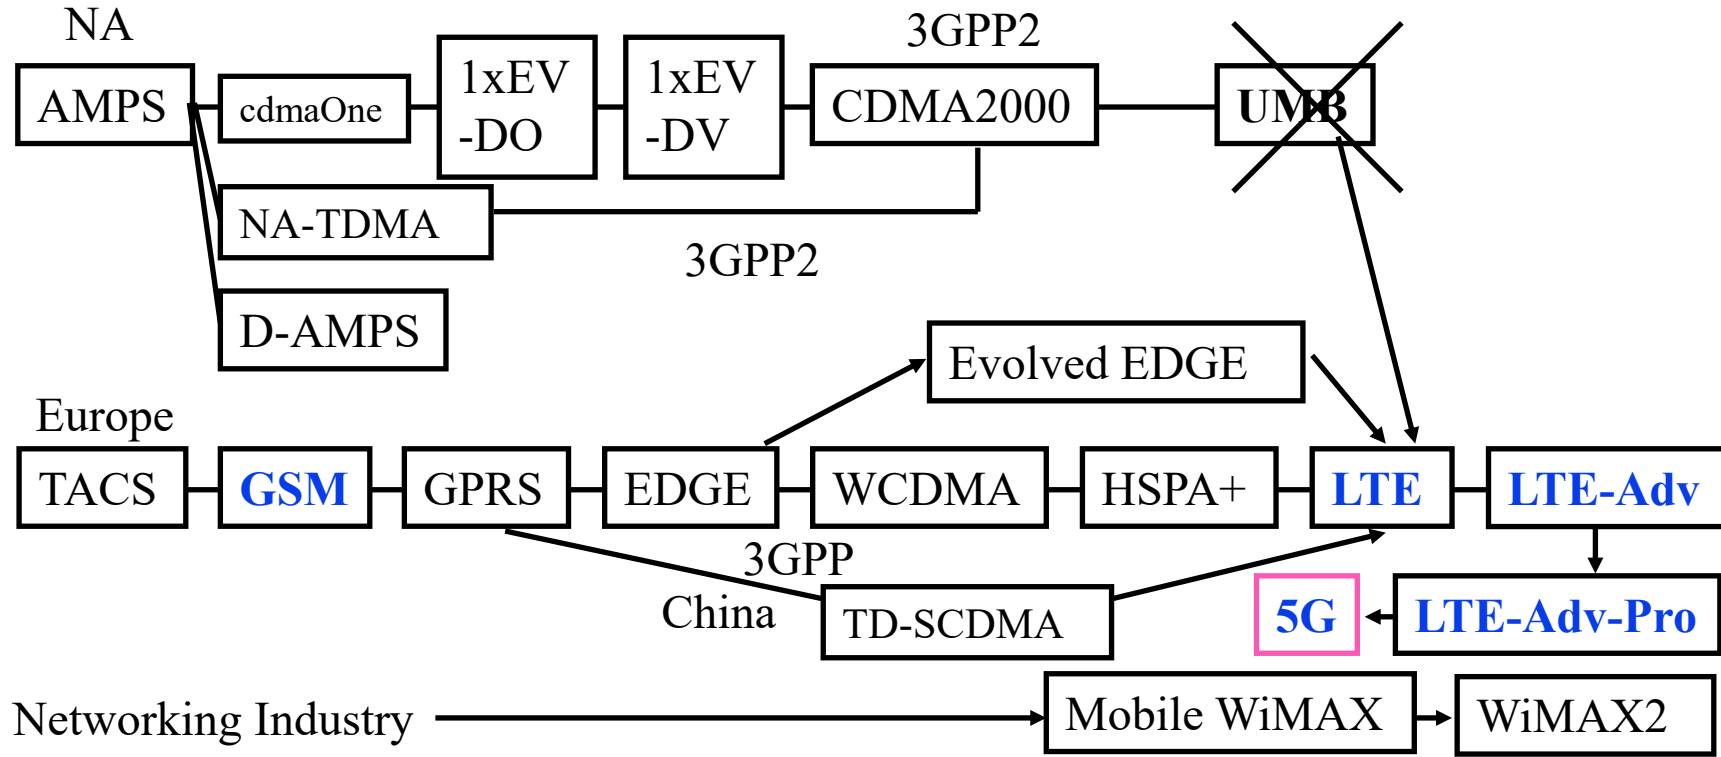 NA
3GPP2
AMPS
cdmaOne
1xEV
-DO
1xEV
-DV
CDMA2000
UMB
NA-TDMA
3GPP2
D-AMPS
Evolved EDGE
Europe
TACS
GSM
GPRS
EDGE
WCDMA
HSPA+
LTE
LTE-Adv
3GPP
China
TD-SCDMA
5G
LTE-Adv-Pro
Networking Industry
Mobile WiMAX
WiMAX2